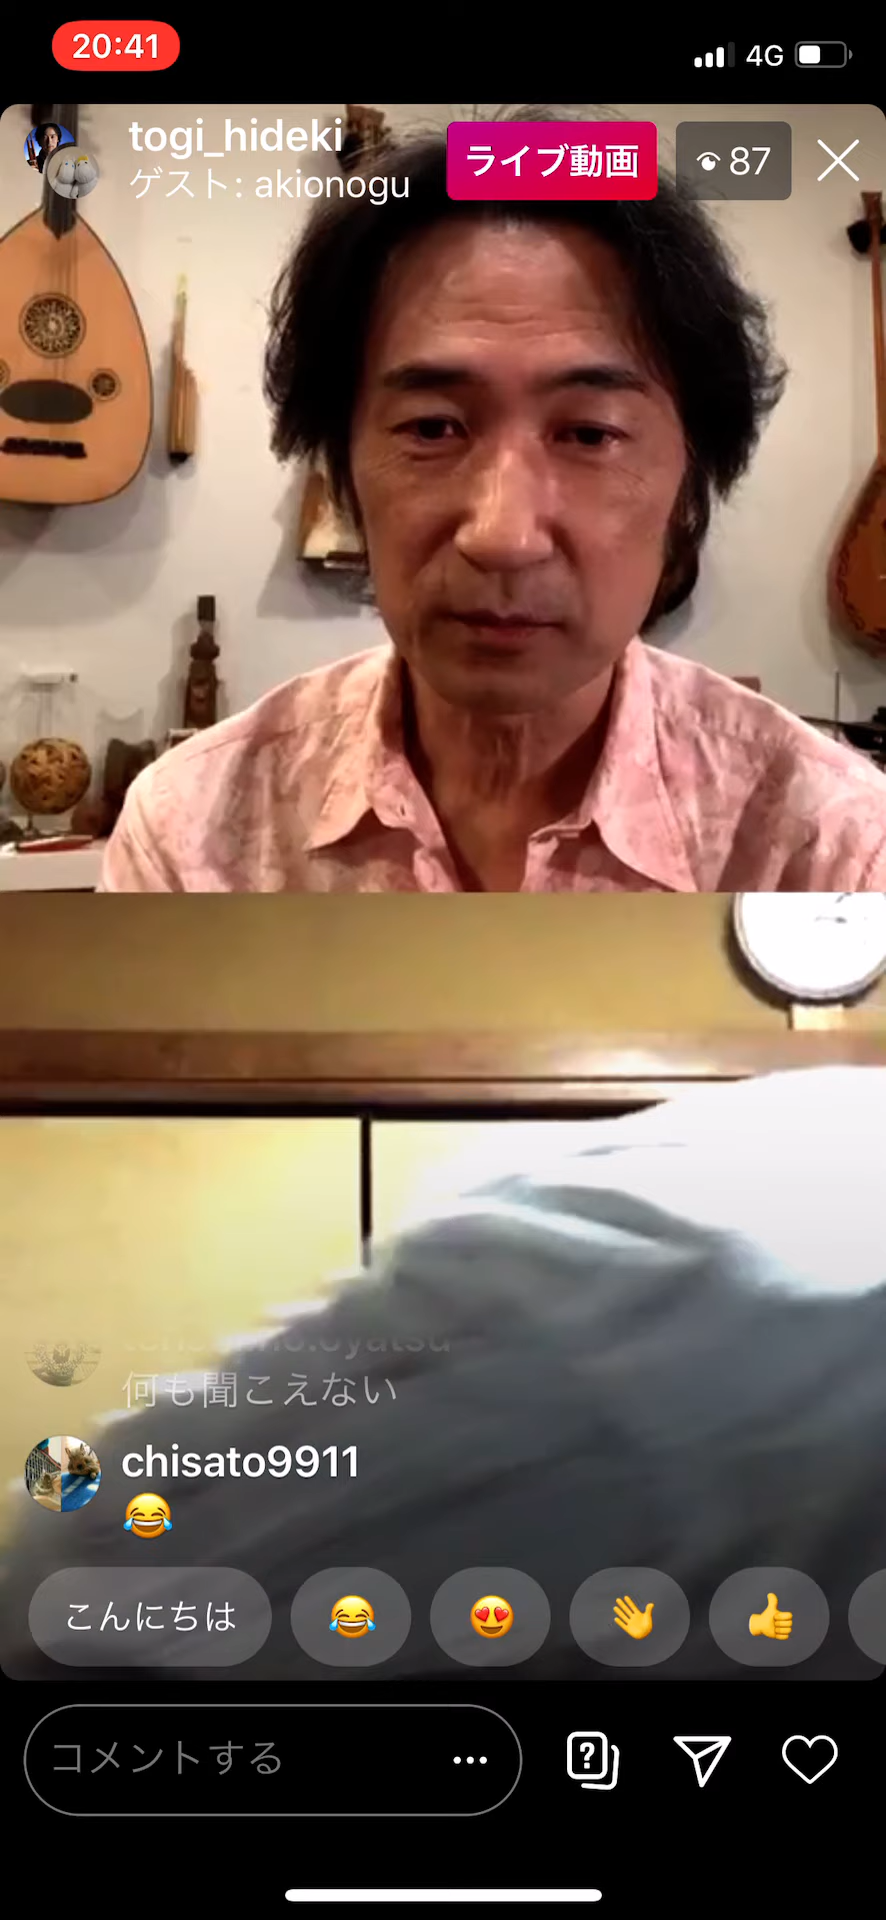 20:41
4G
togi_hideki
ゲスト: akionogu
ライブ動画
87
何も聞こえない
chisato9911
😂
こんにちは 😂 😍 👋 👍
コメントする